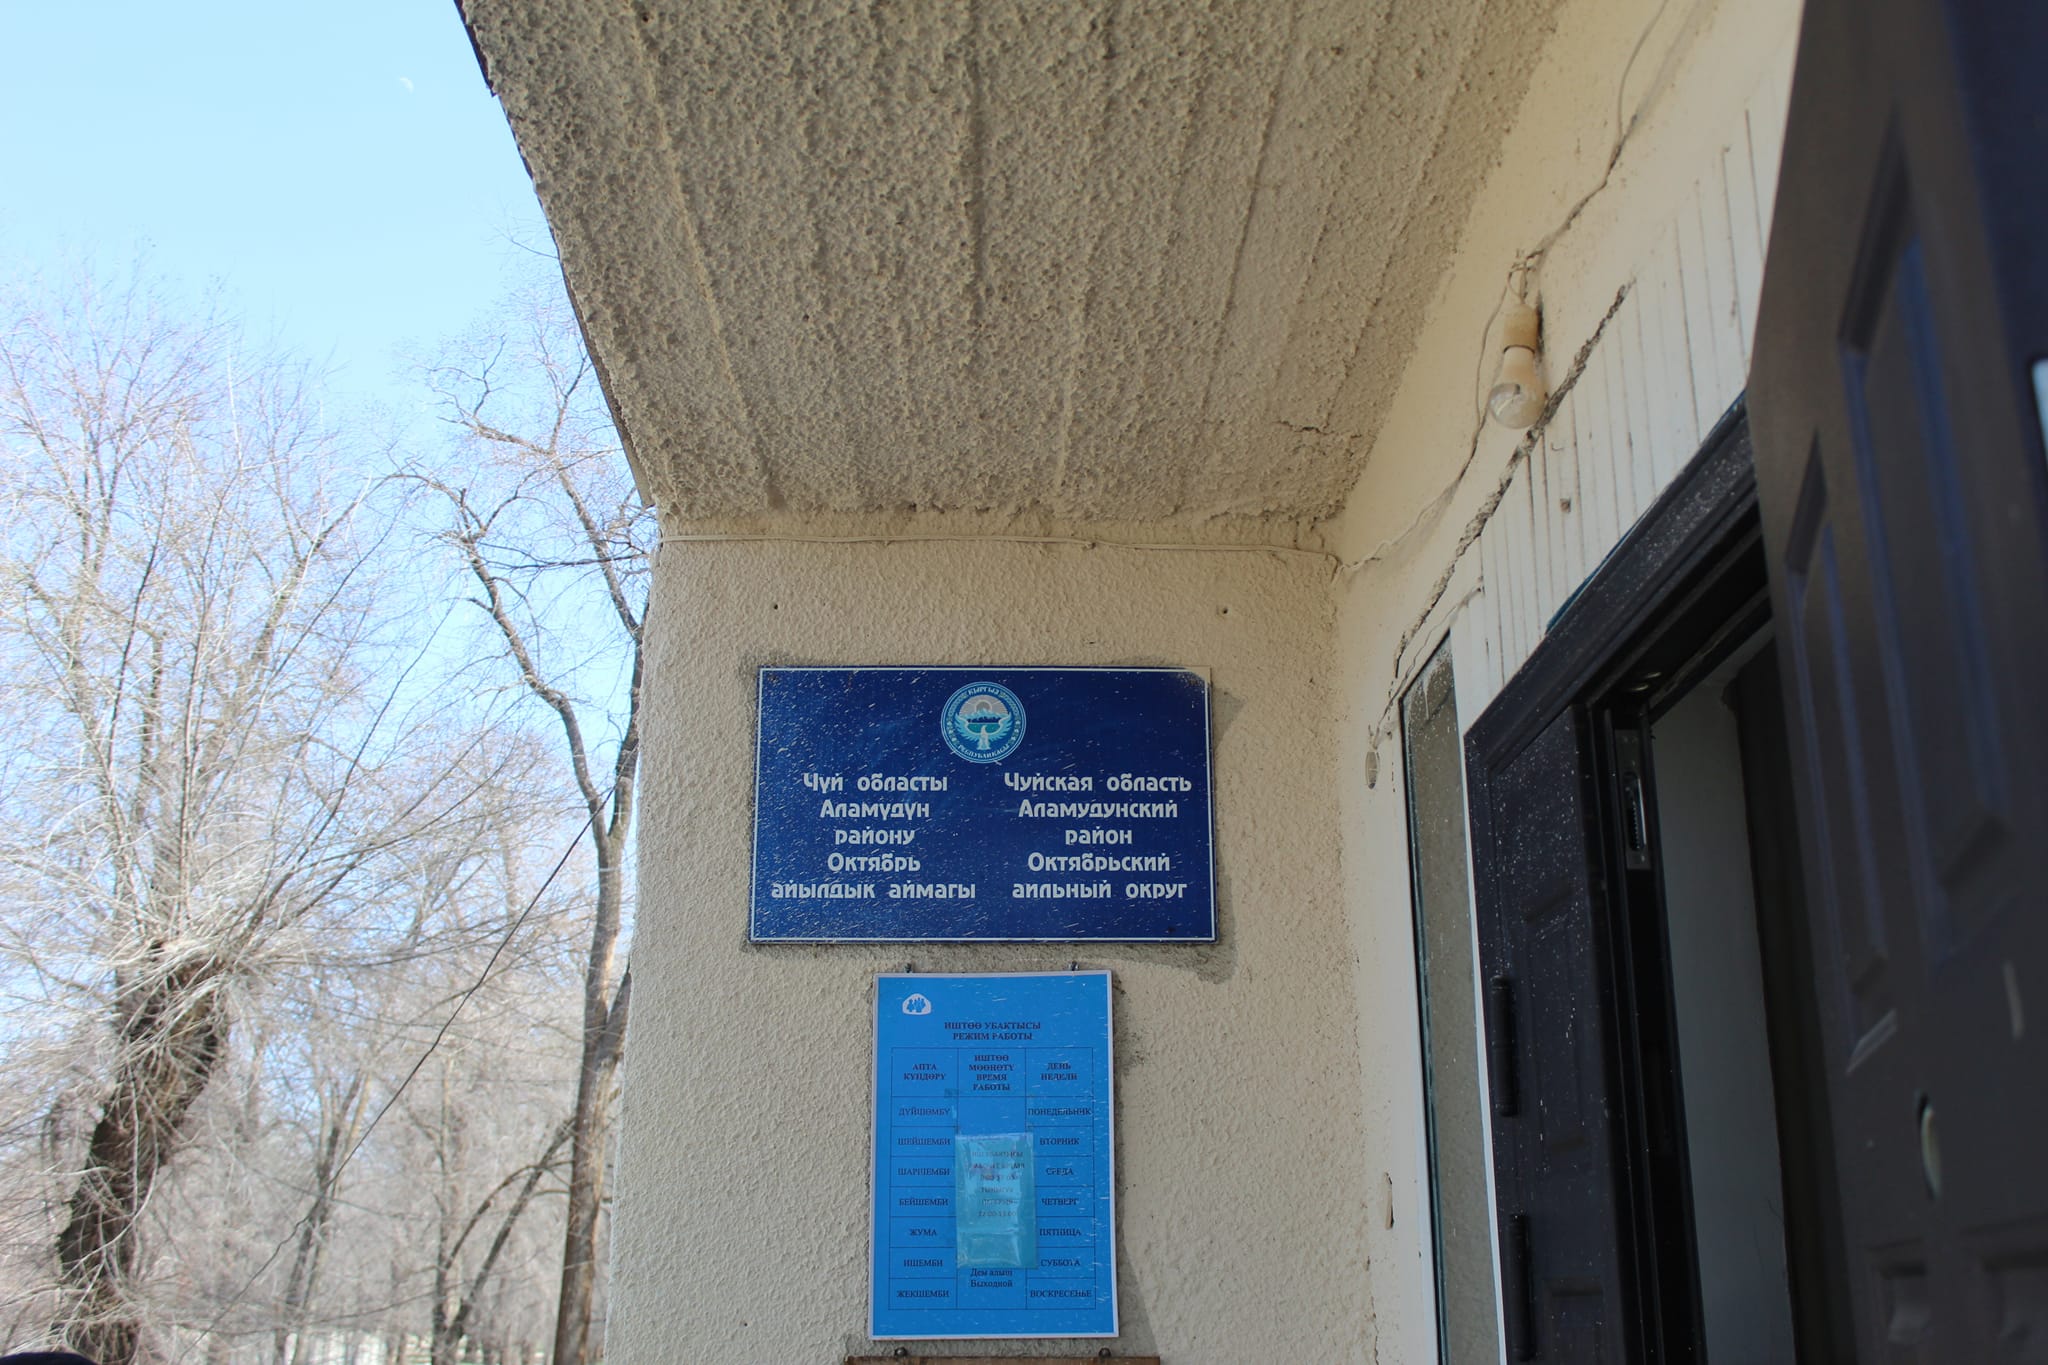 КЫРГЫЗ
РЕСПУБЛИКАСЫ
Чүй областы
Аламүдүн
району
Октябрь
айылдык аймагы
Чуйская область
Аламудунский
район
Октябрьский
аильный округ
ИШТӨӨ УБАКТЫСЫ
РЕЖИМ РАБОТЫ
АПТА
КҮНДӨРҮ
ИШТӨӨ
МӨӨНӨТҮ
ВРЕМЯ
РАБОТЫ
ДЕНЬ
НЕДЕЛИ
ДҮЙШӨМБҮ
ПОНЕДЕЛЬНИК
ШЕЙШЕМБИ
ВТОРНИК
ШАРШЕМБИ
СРЕДА
БЕЙШЕМБИ
ЧЕТВЕРГ
ЖУМА
ПЯТНИЦА
ИШЕМБИ
СУББОТА
ЖЕКШЕМБИ
Дем алыш
Выходной
ВОСКРЕСЕНЬЕ